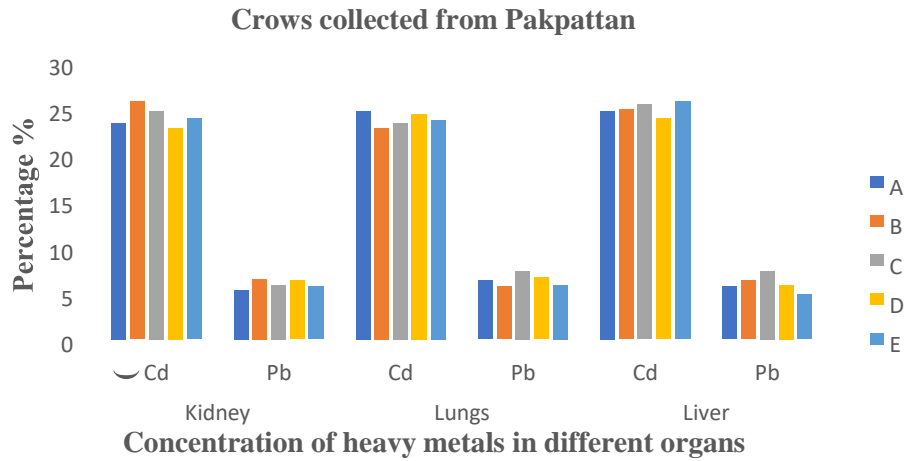 Crows collected from Pakpattan
Percentage %
30
25
20
15
10
5
0
Cd Pb Cd Pb Cd Pb
Kidney Lungs Liver
Concentration of heavy metals in different organs
A
B
C
D
E